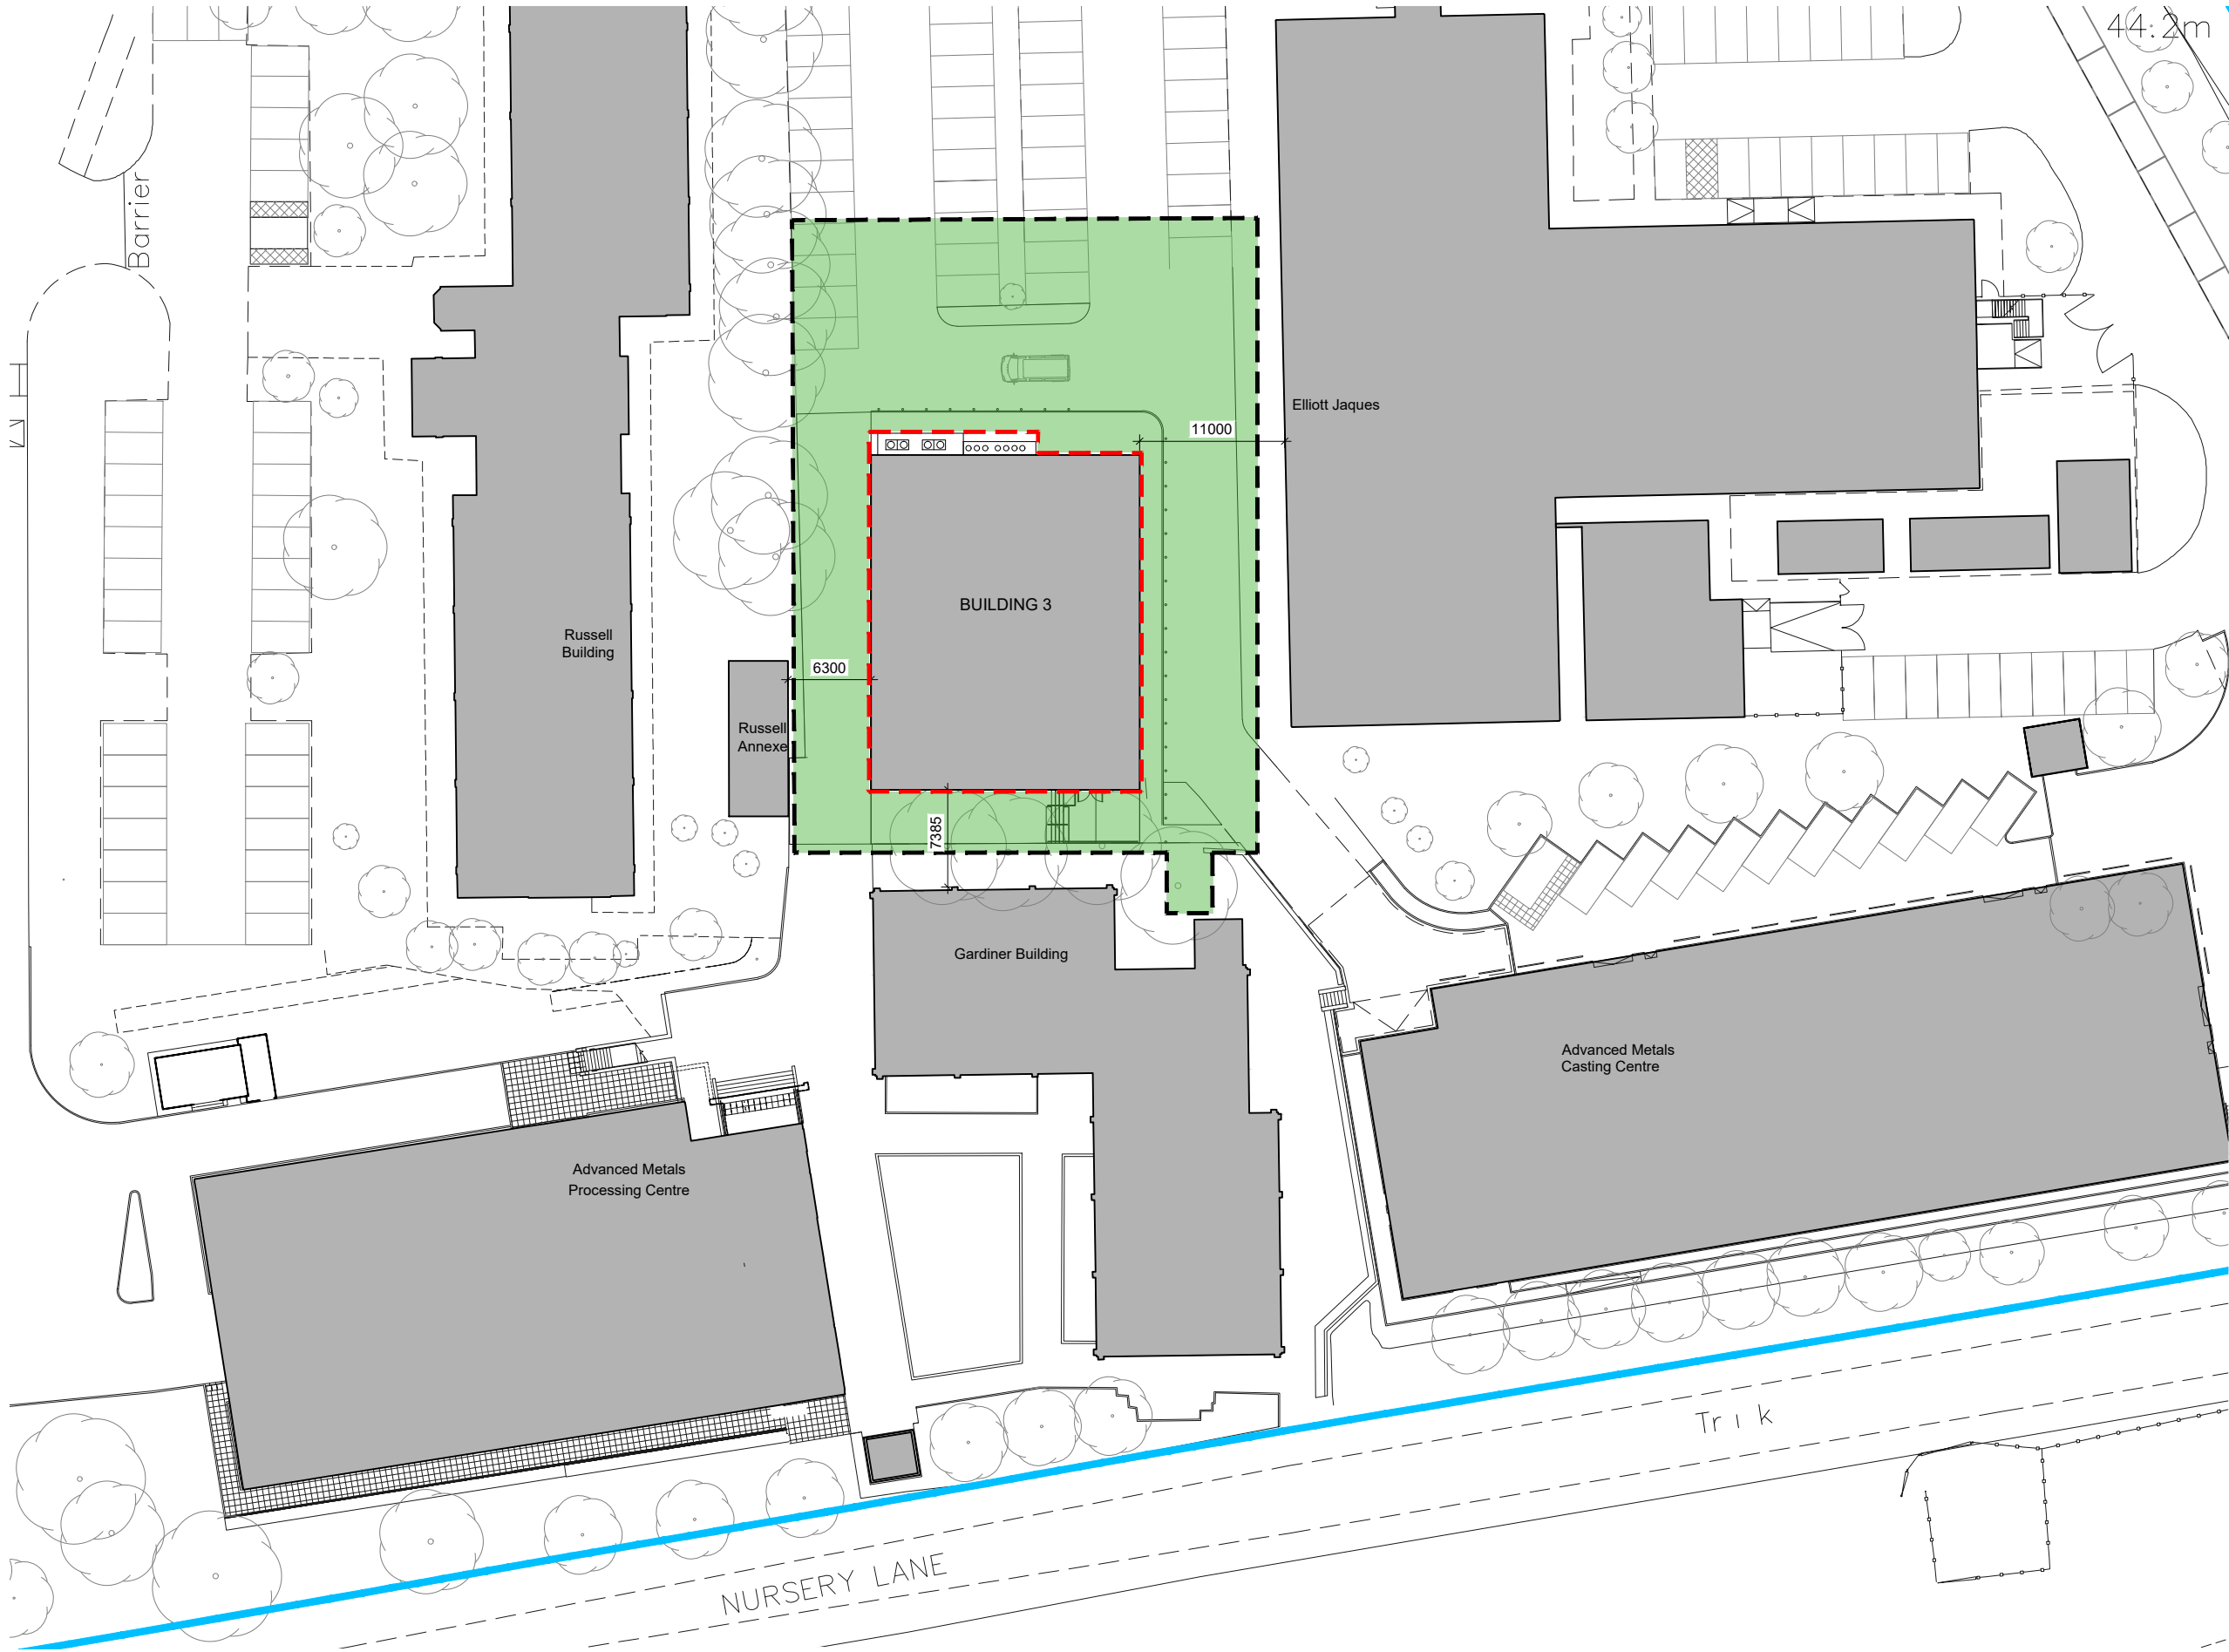 44.2m
Barrier
Elliott Jaques
11000
BUILDING 3
Russell
Building
6300
Russell
Annexe
7385
Gardiner Building
Advanced Metals
Casting Centre
Advanced Metals
Processing Centre
NURSERY LANE